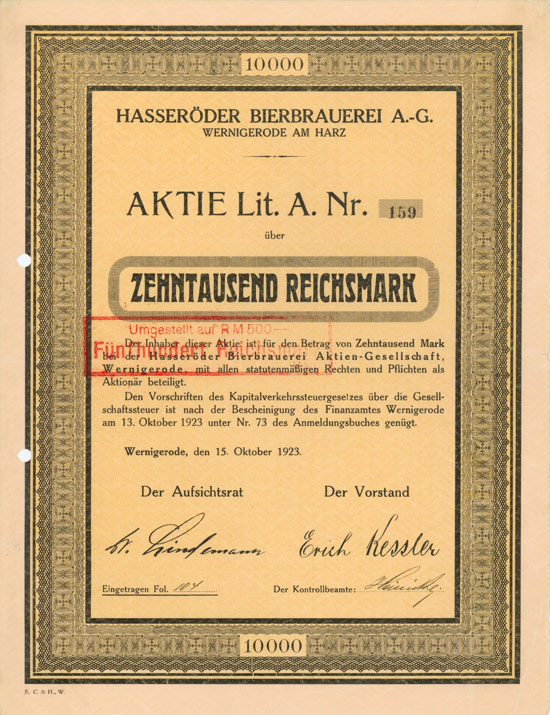 10000
HASSERÖDER BIERBRAUEREI A.-G.
WERNIGERODE AM HARZ
AKTIE Lit. A. Nr. 159
über
ZEHNTAUSEND REICHSMARK
Umgestellt auf RM 500
Fünfhundert Reichsmark
Der Inhaber dieser Aktie ist für den Betrag von Zehntausend Mark
bei der Hasseröder Bierbrauerei Aktien-Gesellschaft,
Wernigerode, mit allen statutenmäßigen Rechten und Pflichten als
Aktionär beteiligt.
Den Vorschriften des Kapitalverkehrssteuergesetzes über die Gesell-
schaftssteuer ist nach der Bescheinigung des Finanzamtes Wernigerode
am 13. Oktober 1923 unter Nr. 73 des Anmeldungsbuches genügt.
Wernigerode, den 15. Oktober 1923.
Der Aufsichtsrat Der Vorstand
Lindemann Erich Kessler
Eingetragen Fol. 104 Der Kontrollbeamte:
10000
S. C. & H., W.